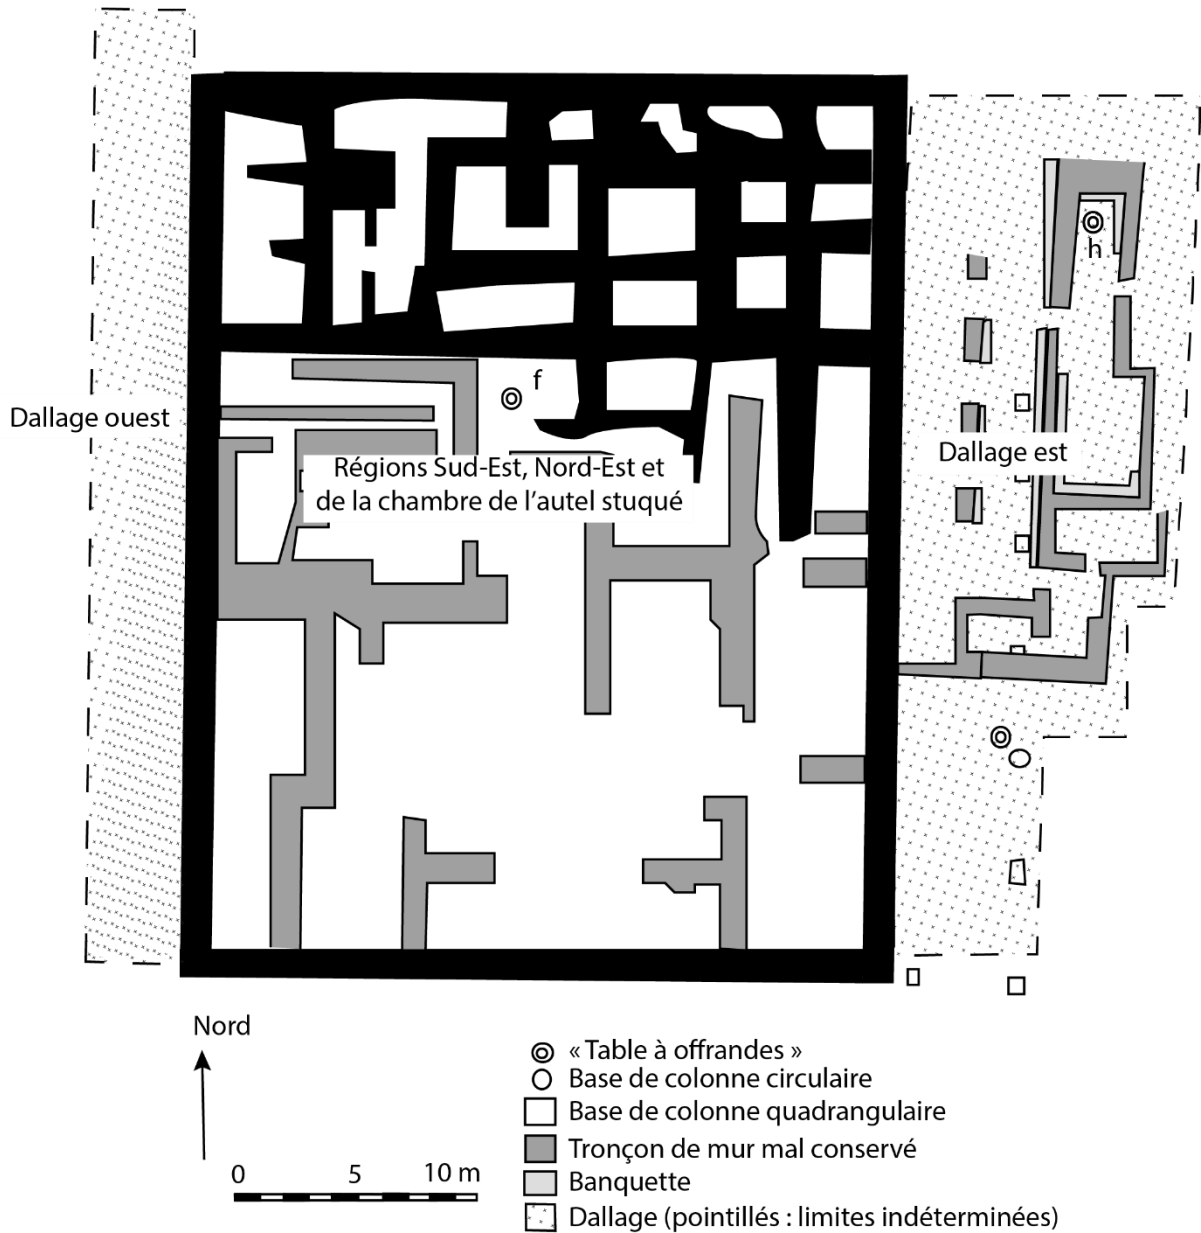 h
f
Dallage ouest
Dallage est
Régions Sud-Est, Nord-Est et
de la chambre de l'autel stuqué
Nord
0 5 10 m
« Table à offrandes »
Base de colonne circulaire
Base de colonne quadrangulaire
Tronçon de mur mal conservé
Banquette
Dallage (pointillés : limites indéterminées)